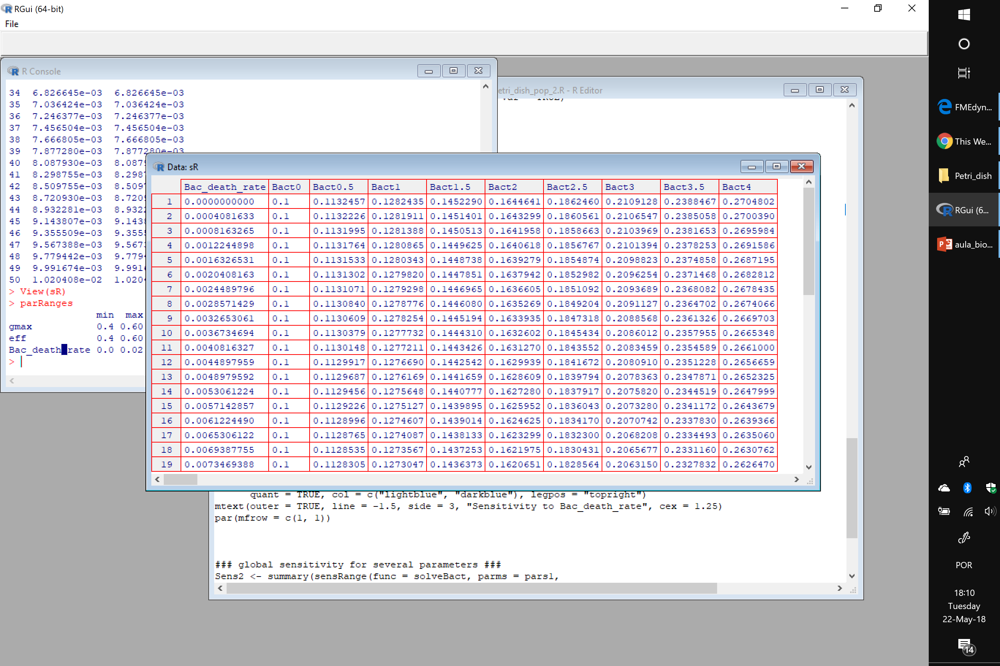 RGui (64-bit)
File
R Console
34 6.826645e-03 6.826645e-03
35 7.036424e-03 7.036424e-03
36 7.246377e-03 7.246377e-03
37 7.456504e-03 7.456504e-03
38 7.666805e-03 7.666805e-03
39 7.877280e-03 7.877280e-03
40 8.087930e-03 8.087
41 8.298755e-03 8.298
42 8.509755e-03 8.509
43 8.720930e-03 8.720
44 8.932281e-03 8.932
45 9.143807e-03 9.143
46 9.355509e-03 9.355
47 9.567388e-03 9.567
48 9.779442e-03 9.779
49 9.991674e-03 9.991
50 1.020408e-02 1.020
> View(sR)
> parRanges
min max
gmax 0.4 0.60
eff 0.4 0.60
Bac_death_rate 0.0 0.02
>
etri_dish_pop_2.R - R Editor
Data: sR
Bac_death_rate Bact0 Bact0.5 Bact1 Bact1.5 Bact2 Bact2.5 Bact3 Bact3.5 Bact4
1 0.0000000000 0.1 0.1132457 0.1282435 0.1452290 0.1644641 0.1862460 0.2109128 0.2388467 0.2704802
2 0.0004081633 0.1 0.1132226 0.1281911 0.1451401 0.1643299 0.1860561 0.2106547 0.2385058 0.2700390
3 0.0008163265 0.1 0.1131995 0.1281388 0.1450513 0.1641958 0.1858663 0.2103969 0.2381653 0.2695984
4 0.0012244898 0.1 0.1131764 0.1280865 0.1449625 0.1640618 0.1856767 0.2101394 0.2378253 0.2691586
5 0.0016326531 0.1 0.1131533 0.1280343 0.1448738 0.1639279 0.1854874 0.2098823 0.2374858 0.2687195
6 0.0020408163 0.1 0.1131302 0.1279820 0.1447851 0.1637942 0.1852982 0.2096254 0.2371468 0.2682812
7 0.0024489796 0.1 0.1131071 0.1279298 0.1446965 0.1636605 0.1851092 0.2093689 0.2368082 0.2678435
8 0.0028571429 0.1 0.1130840 0.1278776 0.1446080 0.1635269 0.1849204 0.2091127 0.2364702 0.2674066
9 0.0032653061 0.1 0.1130609 0.1278254 0.1445194 0.1633935 0.1847318 0.2088568 0.2361326 0.2669703
10 0.0036734694 0.1 0.1130379 0.1277732 0.1444310 0.1632602 0.1845434 0.2086012 0.2357955 0.2665348
11 0.0040816327 0.1 0.1130148 0.1277211 0.1443426 0.1631270 0.1843552 0.2083459 0.2354589 0.2661000
12 0.0044897959 0.1 0.1129917 0.1276690 0.1442542 0.1629939 0.1841672 0.2080910 0.2351228 0.2656659
13 0.0048979592 0.1 0.1129687 0.1276169 0.1441659 0.1628609 0.1839794 0.2078363 0.2347871 0.2652325
14 0.0053061224 0.1 0.1129456 0.1275648 0.1440777 0.1627280 0.1837917 0.2075820 0.2344519 0.2647999
15 0.0057142857 0.1 0.1129226 0.1275127 0.1439895 0.1625952 0.1836043 0.2073280 0.2341172 0.2643679
16 0.0061224490 0.1 0.1128996 0.1274607 0.1439014 0.1624625 0.1834170 0.2070742 0.2337830 0.2639366
17 0.0065306122 0.1 0.1128765 0.1274087 0.1438133 0.1623299 0.1832300 0.2068208 0.2334493 0.2635060
18 0.0069387755 0.1 0.1128535 0.1273567 0.1437253 0.1621975 0.1830431 0.2065677 0.2331160 0.2630762
19 0.0073469388 0.1 0.1128305 0.1273047 0.1436373 0.1620651 0.1828564 0.2063150 0.2327832 0.2626470
quant = TRUE, col = c("lightblue", "darkblue"), legpos = "topright")
mtext(outer = TRUE, line = -1.5, side = 3, "Sensitivity to Bac_death_rate", cex = 1.25)
par(mfrow = c(1, 1))
### global sensitivity for several parameters ###
Sens2 <- summary(sensRange(func = solveBact, parms = pars1,
FMEdyn...
This We...
Petri_dish
RGui (6...
aula_bio...
POR
18:10
Tuesday
22-May-18
14